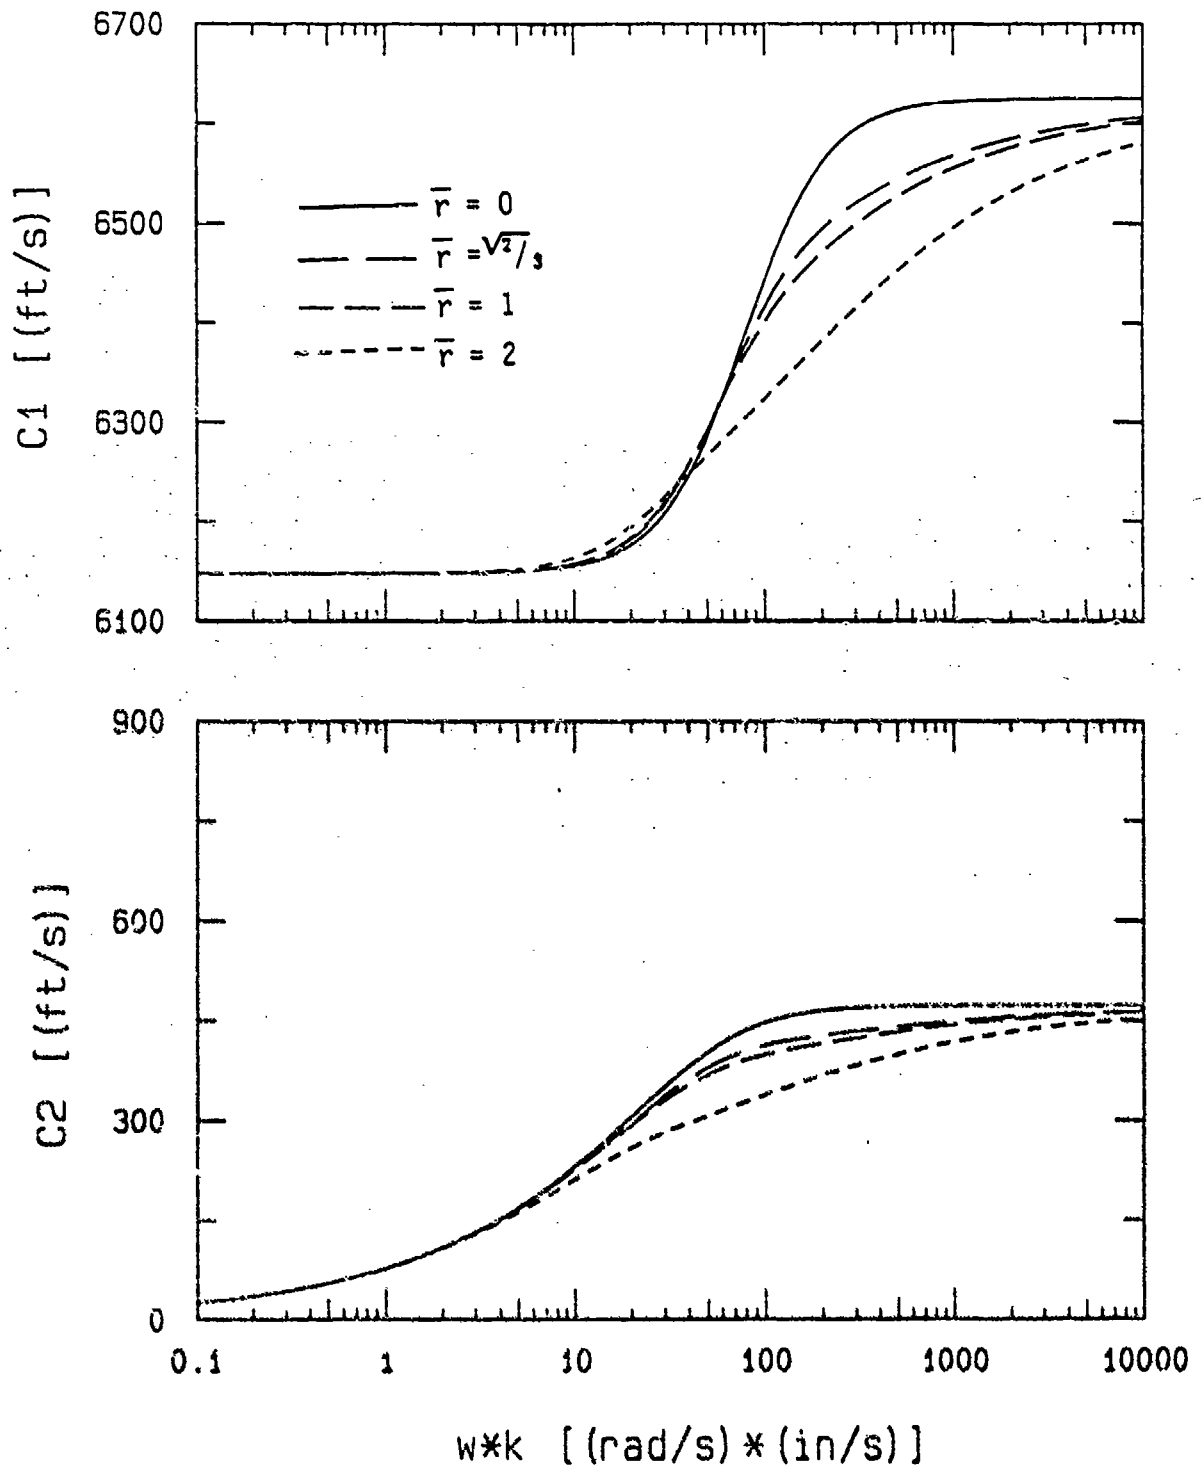 6700
6500
6300
6100
C1 [(ft/s)]
r̅ = 0
r̅ = √2/3
r̅ = 1
r̅ = 2
900
600
300
0
C2 [(ft/s)]
0.1 1 10 100 1000 10000
w*k [(rad/s)*(in/s)]